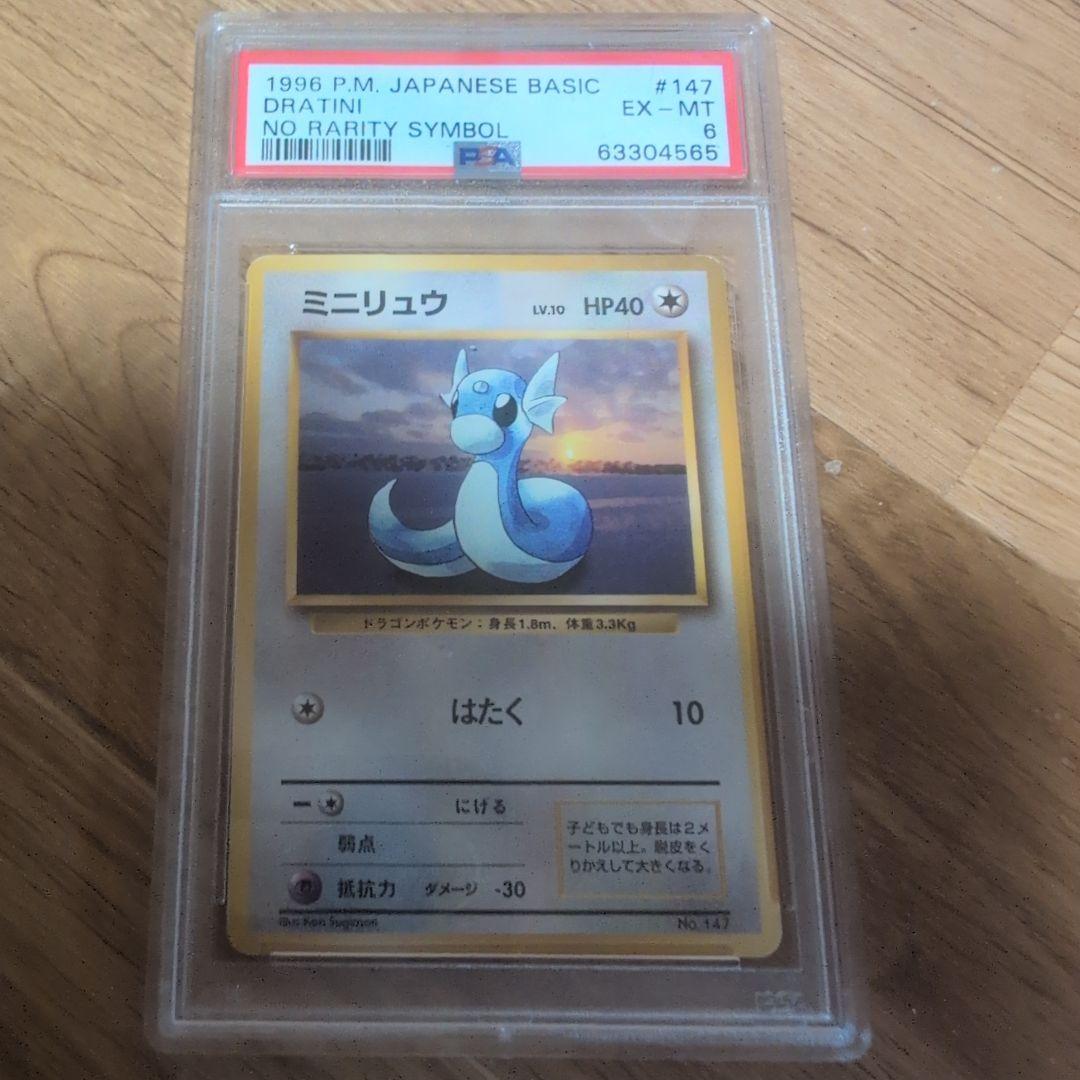 1996 P.M. JAPANESE BASIC #147
DRATINI EX-MT
NO RARITY SYMBOL 6
PSA 63304565
ミニリュウ LV.10 HP40
ドラゴンポケモン：身長1.8m、体重3.3Kg
はたく 10
にげる
弱点
抵抗力 ダメージ -30
子どもでも身長は2メ
ートル以上。脱皮をく
りかえして大きくなる。
Illus. Ken Sugimori No. 147